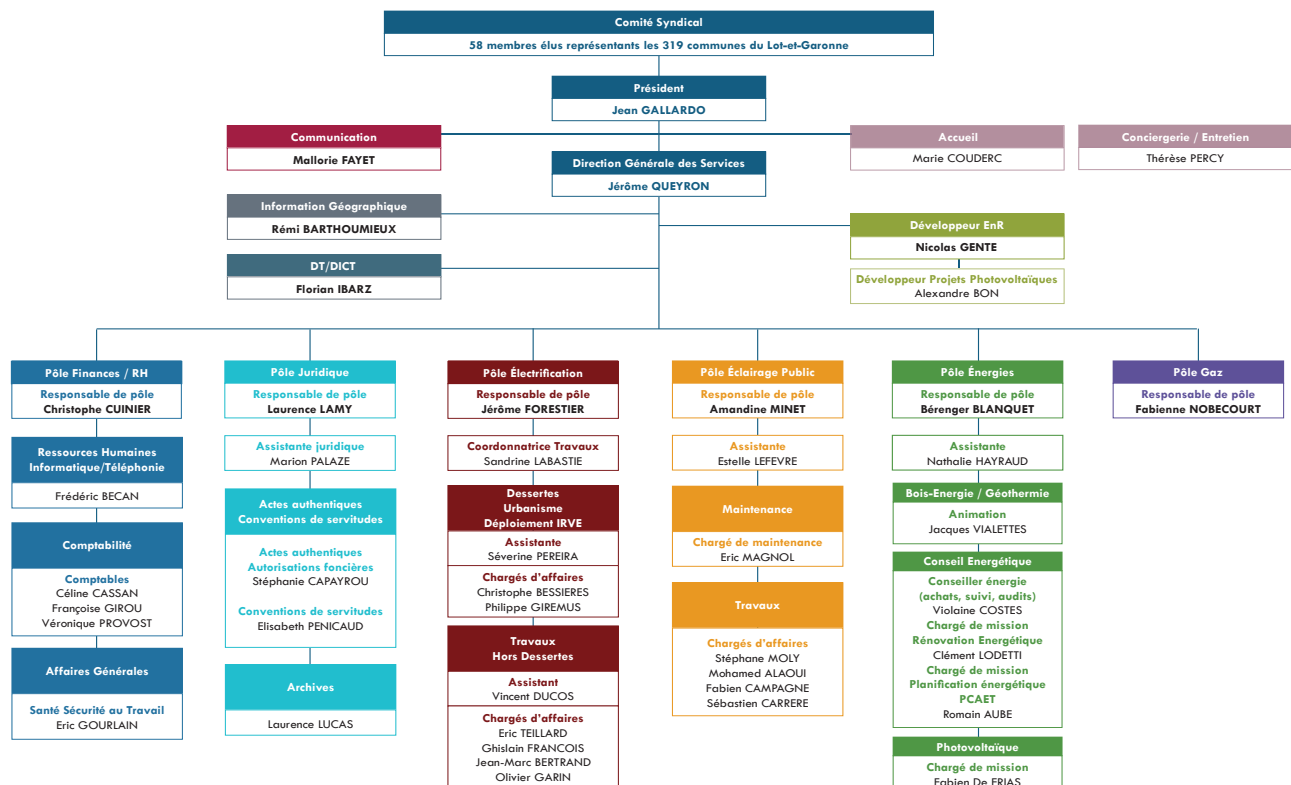 Comité Syndical
58 membres élus représentants les 319 communes du Lot-et-Garonne
Président
Jean GALLARDO
Communication
Mallorie FAYET
Accueil
Marie COUDERC
Conciergerie / Entretien
Thérèse PERCY
Direction Générale des Services
Jérôme QUEYRON
Information Géographique
Rémi BARTHOUMIEUX
Développeur EnR
Nicolas GENTE
DT/DICT
Florian IBARZ
Développeur Projets Photovoltaïques
Alexandre BON
Pôle Finances / RH
Responsable de pôle
Christophe CUINIER
Ressources Humaines
Informatique/Téléphonie
Frédéric BECAN
Comptabilité
Comptables
Céline CASSAN
Françoise GIROU
Véronique PROVOST
Affaires Générales
Santé Sécurité au Travail
Eric GOURLAIN
Pôle Juridique
Responsable de pôle
Laurence LAMY
Assistante juridique
Marion PALAZE
Actes authentiques
Conventions de servitudes
Actes authentiques
Autorisations foncières
Stéphanie CAPAYROU
Conventions de servitudes
Elisabeth PENICAUD
Archives
Laurence LUCAS
Pôle Électrification
Responsable de pôle
Jérôme FORESTIER
Coordonnatrice Travaux
Sandrine LABASTIE
Dessertes
Urbanisme
Déploiement IRVE
Assistante
Séverine PEREIRA
Chargés d'affaires
Christophe BESSIERES
Philippe GIREMUS
Travaux
Hors Dessertes
Assistant
Vincent DUCOS
Chargés d'affaires
Eric TEILLARD
Ghislain FRANCOIS
Jean-Marc BERTRAND
Olivier GARIN
Pôle Éclairage Public
Responsable de pôle
Amandine MINET
Assistante
Estelle LEFEVRE
Maintenance
Chargé de maintenance
Eric MAGNOL
Travaux
Chargés d'affaires
Stéphane MOLY
Mohamed ALAOUI
Fabien CAMPAGNE
Sébastien CARRERE
Pôle Énergies
Responsable de pôle
Bérenger BLANQUET
Assistante
Nathalie HAYRAUD
Bois-Energie / Géothermie
Animation
Jacques VIALETTES
Conseil Energétique
Conseiller énergie
(achats, suivi, audits)
Violaine COSTES
Chargé de mission
Rénovation Energétique
Clément LODETTI
Chargé de mission
Planification énergétique
PCAET
Romain AUBE
Photovoltaïque
Chargé de mission
Fabien De FRIAS
Pôle Gaz
Responsable de pôle
Fabienne NOBECOURT